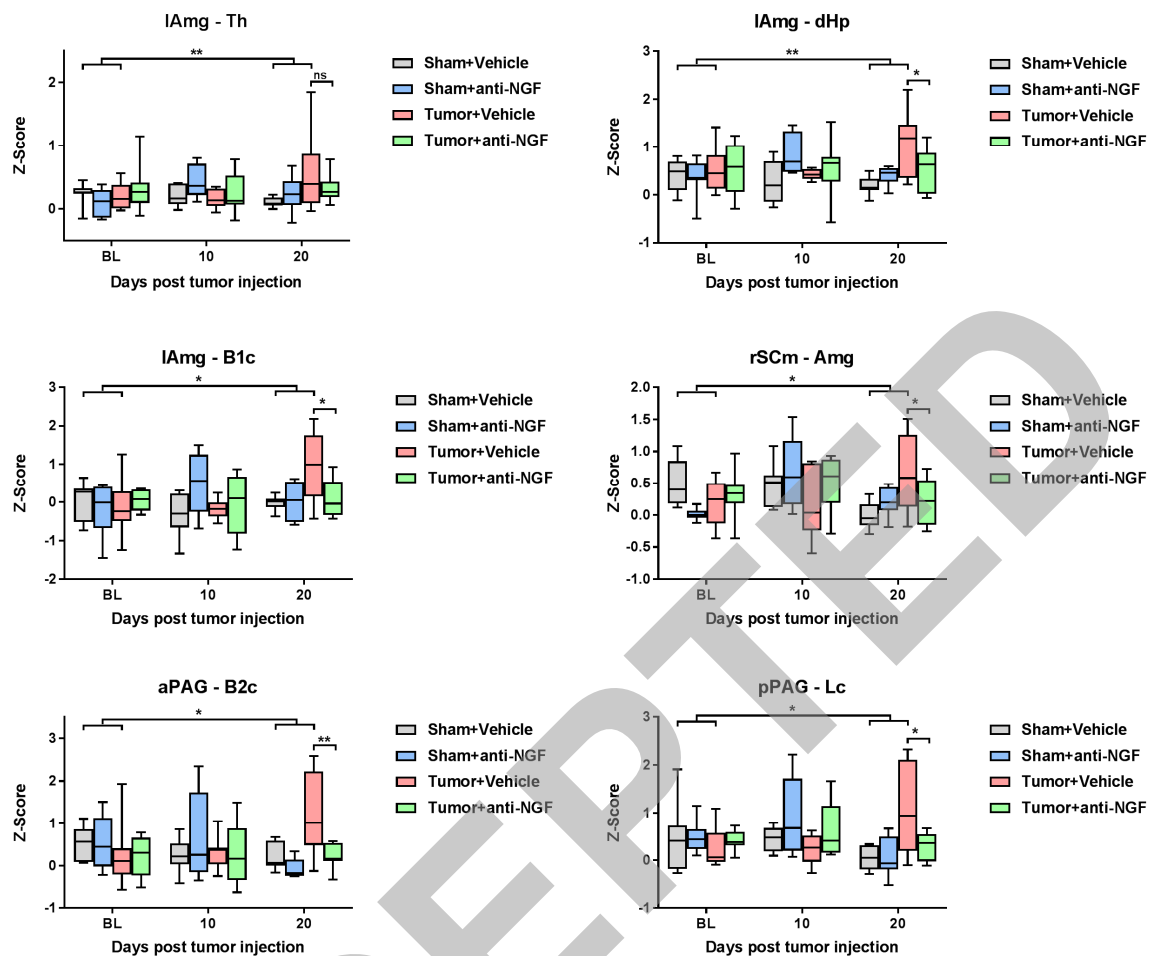 lAmg - Th
**
ns
2
1
0
Z-Score
BL
10
20
Days post tumor injection
Sham+Vehicle
Sham+anti-NGF
Tumor+Vehicle
Tumor+anti-NGF
lAmg - dHp
**
*
3
2
1
0
-1
Z-Score
BL
10
20
Days post tumor injection
Sham+Vehicle
Sham+anti-NGF
Tumor+Vehicle
Tumor+anti-NGF
lAmg - B1c
*
*
3
2
1
0
-1
-2
Z-Score
BL
10
20
Days post tumor injection
Sham+Vehicle
Sham+anti-NGF
Tumor+Vehicle
Tumor+anti-NGF
rSCm - Amg
*
*
2.0
1.5
1.0
0.5
0.0
-0.5
-1.0
Z-Score
BL
10
20
Days post tumor injection
Sham+Vehicle
Sham+anti-NGF
Tumor+Vehicle
Tumor+anti-NGF
aPAG - B2c
*
**
3
2
1
0
-1
Z-Score
BL
10
20
Days post tumor injection
Sham+Vehicle
Sham+anti-NGF
Tumor+Vehicle
Tumor+anti-NGF
pPAG - Lc
*
*
3
2
1
0
-1
Z-Score
BL
10
20
Days post tumor injection
Sham+Vehicle
Sham+anti-NGF
Tumor+Vehicle
Tumor+anti-NGF
EPTED